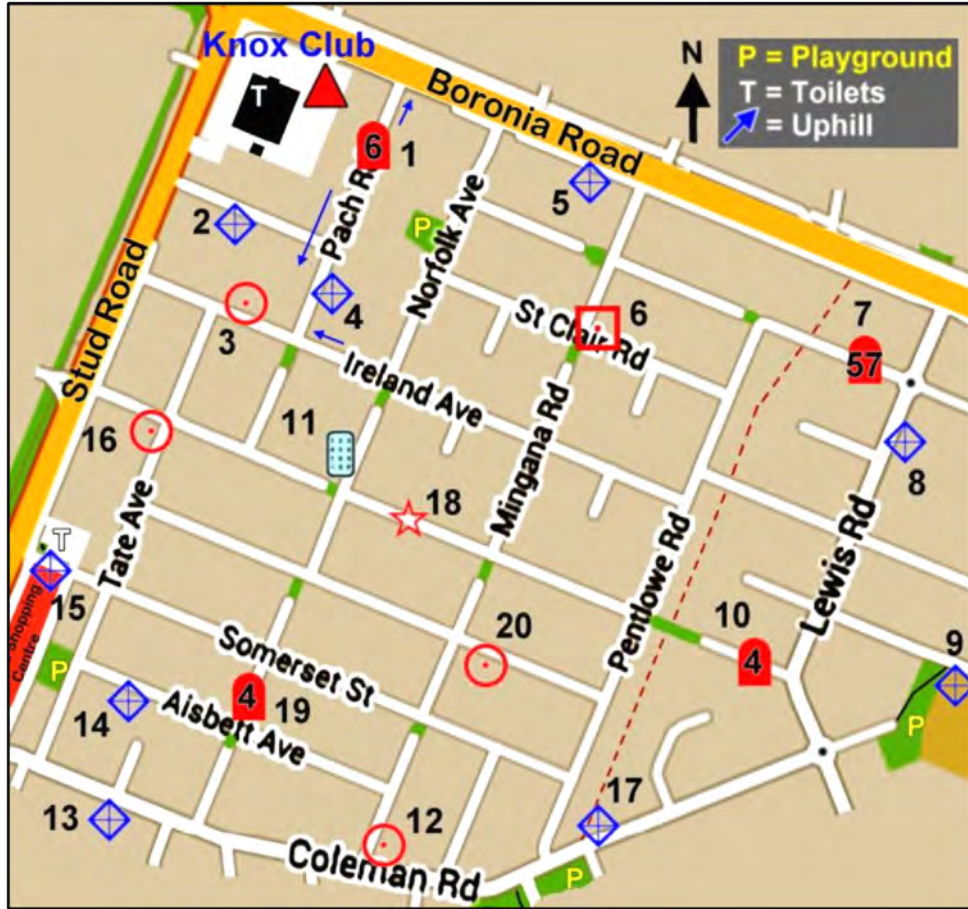 Knox Club
T
Boronia Road
N
P = Playground
T = Toilets
= Uphill
6
1
2
Pach R
5
P
Norfolk Ave
3
4
St Clair Rd
6
7
57
Stud Road
Ireland Ave
16
11
18
Mingana Rd
8
Tate Ave
T
15
Shopping
Centre
Pentlowe Rd
Lewis Rd
10
4
9
20
Somerset St
P
14
Aisbett Ave
4
19
P
13
12
17
Coleman Rd
P